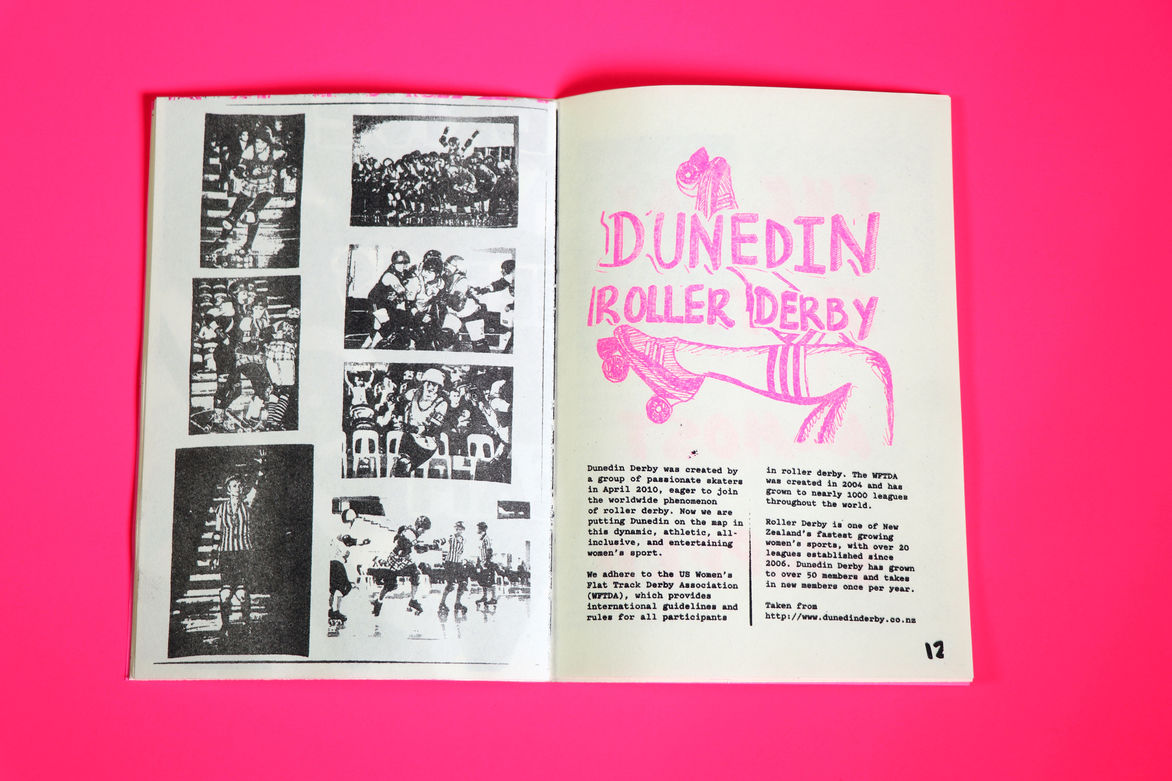 DUNEDIN
ROLLER DERBY
Dunedin Derby was created by
a group of passionate skaters
in April 2010, eager to join
the worldwide phenomenon
of roller derby. Now we are
putting Dunedin on the map in
this dynamic, athletic, all-
inclusive, and entertaining
women's sport.
We adhere to the US Women's
Flat Track Derby Association
(WFTDA), which provides
international guidelines and
rules for all participants
in roller derby. The WFTDA
was created in 2004 and has
grown to nearly 1000 leagues
throughout the world.
Roller Derby is one of New
Zealand's fastest growing
women's sports, with over 20
leagues established since
2006. Dunedin Derby has grown
to over 50 members and takes
in new members once per year.
Taken from
http://www.dunedinderby.co.nz
12